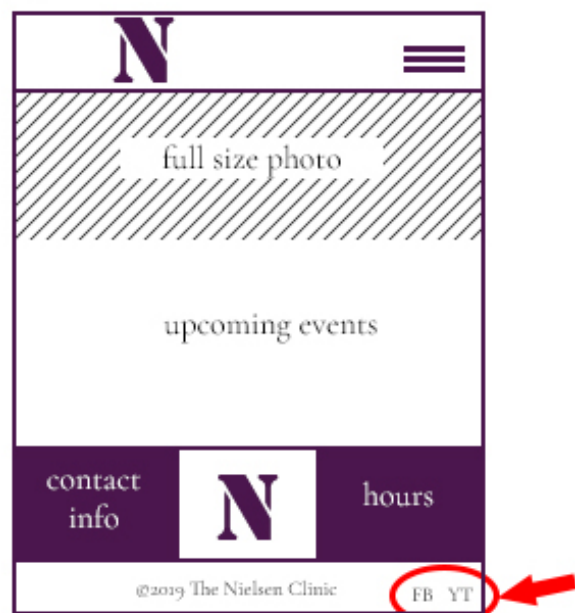 N
full size photo
upcoming events
contact
info
N
hours
©2019 The Nielsen Clinic
FB YT